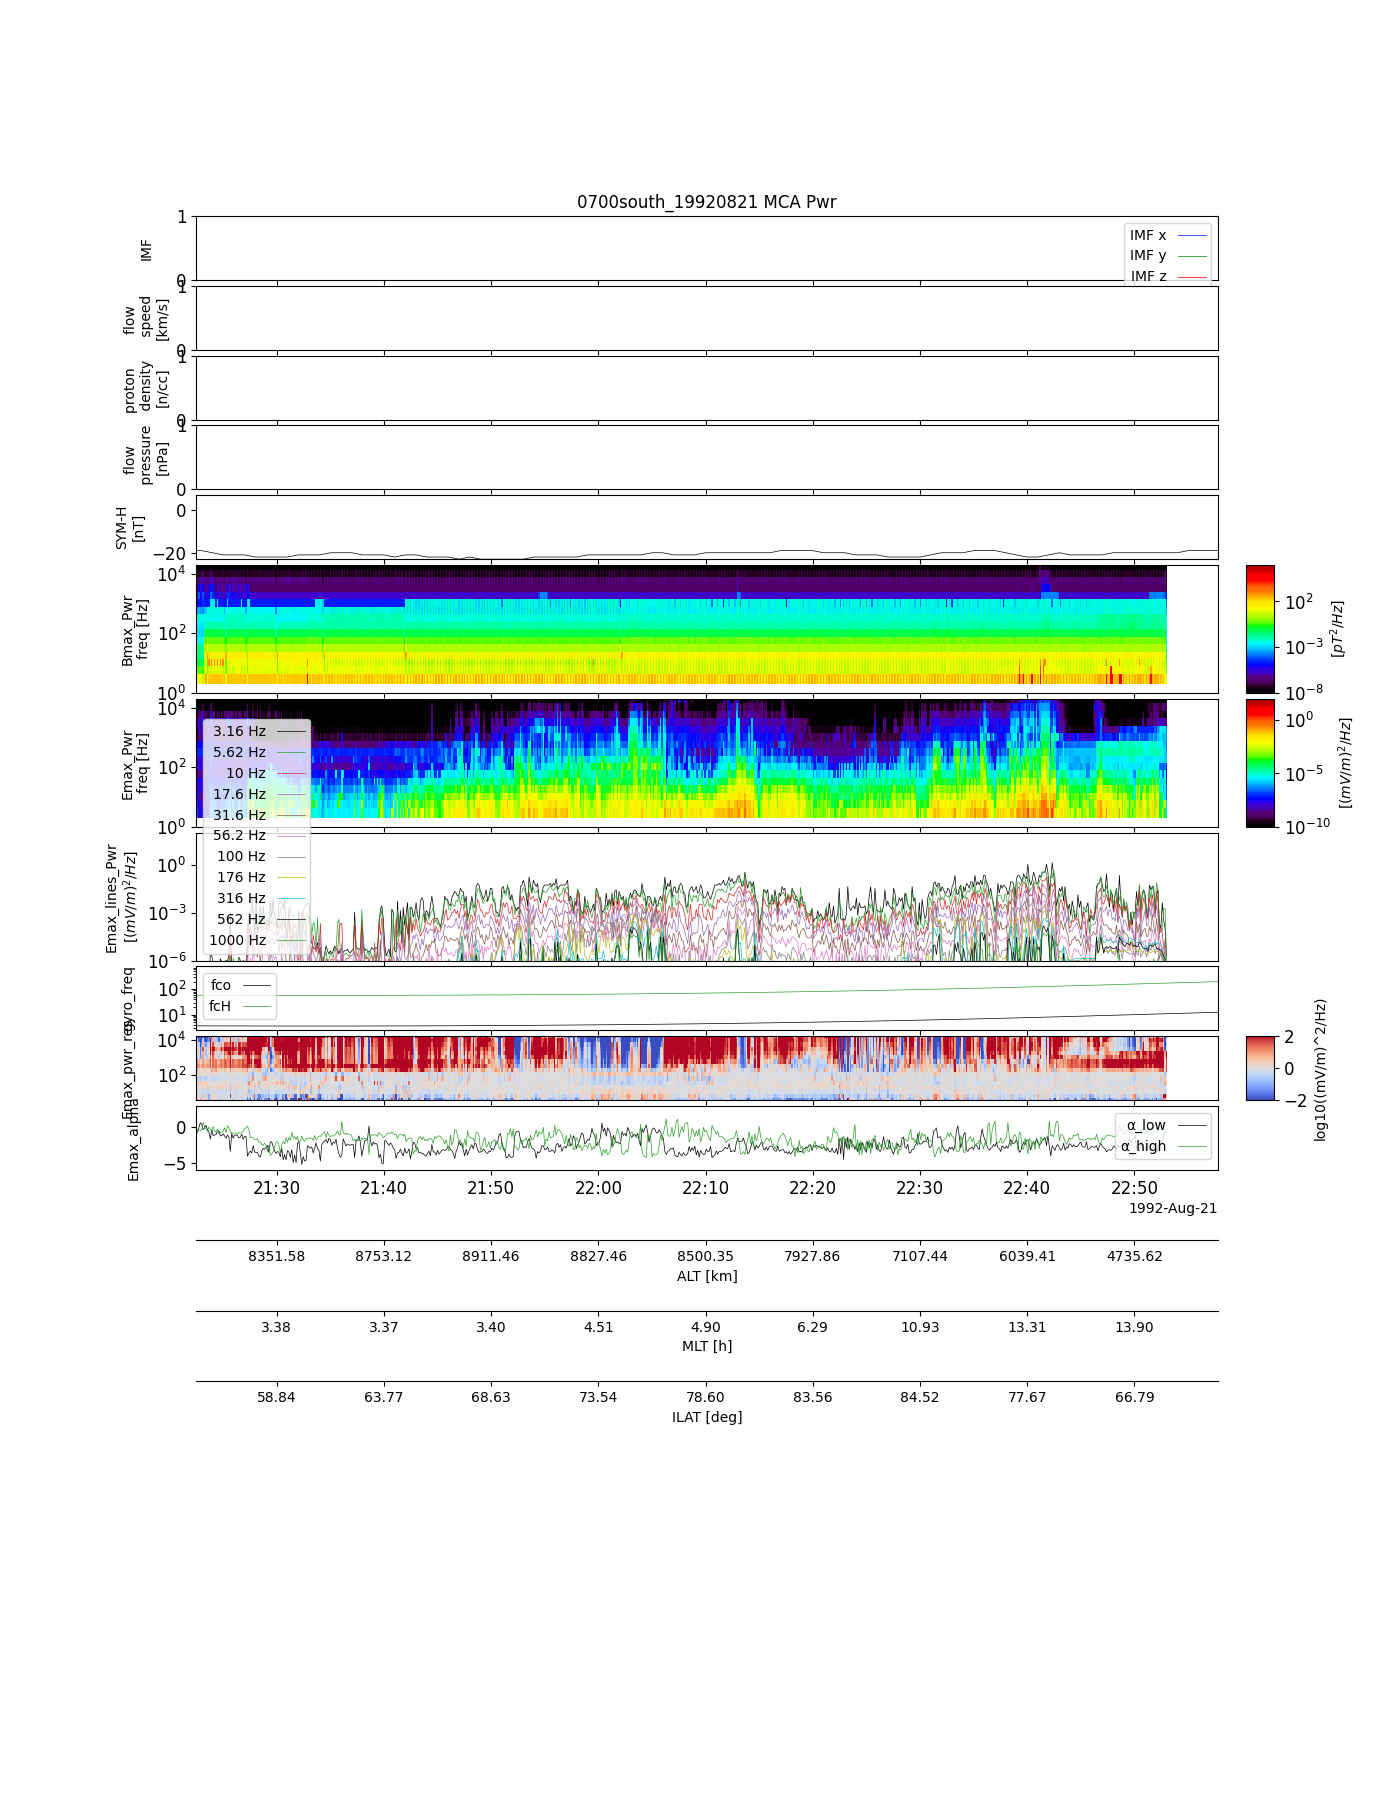 0700south_19920821 MCA Pwr
1
0
IMF
IMF x
IMF y
IMF z
1
0
flow
speed
[km/s]
1
0
proton
density
[n/cc]
1
0
flow
pressure
[nPa]
0
−20
SYM-H
[nT]
10^4
10^2
10^0
Bmax_Pwr
freq [Hz]
10^2
10^−3
10^−8
[pT^2/Hz]
10^4
10^2
10^0
Emax_Pwr
freq [Hz]
10^0
10^−5
10^−10
[(mV/m)^2/Hz]
3.16 Hz
5.62 Hz
10 Hz
17.6 Hz
31.6 Hz
56.2 Hz
100 Hz
176 Hz
316 Hz
562 Hz
1000 Hz
10^0
10^−3
10^−6
Emax_lines_Pwr
[(mV/m)^2/Hz]
10^2
10^1
gyro_freq
fco
fcH
10^4
10^2
Emax_pwr_reg
2
0
−2
log10((mV/m)^2/Hz)
0
−5
Emax_alpha
α_low
α_high
21:30 21:40 21:50 22:00 22:10 22:20 22:30 22:40 22:50
1992-Aug-21
8351.58 8753.12 8911.46 8827.46 8500.35 7927.86 7107.44 6039.41 4735.62
ALT [km]
3.38 3.37 3.40 4.51 4.90 6.29 10.93 13.31 13.90
MLT [h]
58.84 63.77 68.63 73.54 78.60 83.56 84.52 77.67 66.79
ILAT [deg]